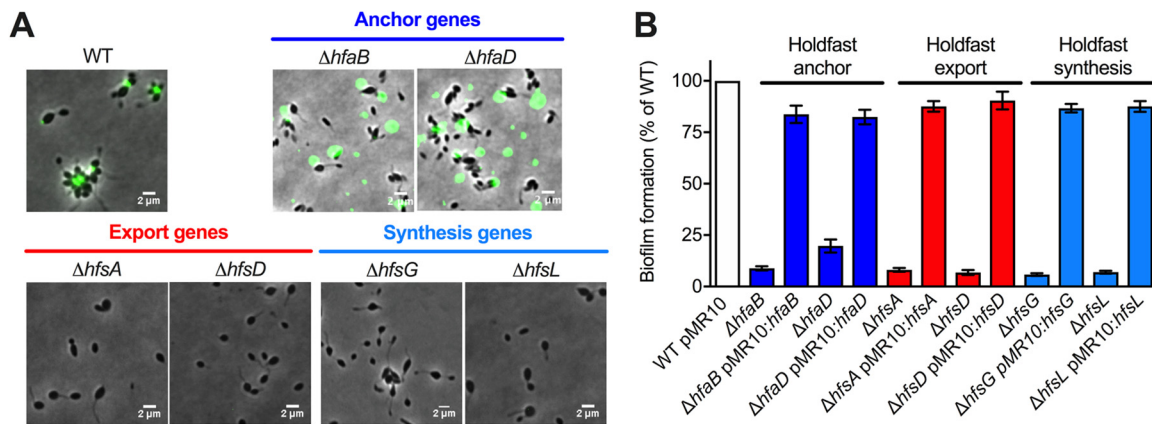 A
Anchor genes
WT
ΔhfaB
ΔhfaD
2 μm
2 μm
2 μm
Export genes
Synthesis genes
ΔhfsA
ΔhfsD
ΔhfsG
ΔhfsL
2 μm
2 μm
2 μm
2 μm
B
Holdfast anchor
Holdfast export
Holdfast synthesis
Biofilm formation (% of WT)
100
75
50
25
0
WT pMR10
ΔhfaB
ΔhfaB pMR10:hfaB
ΔhfaD
ΔhfaD pMR10:hfaD
ΔhfsA
ΔhfsA pMR10:hfsA
ΔhfsD
ΔhfsD pMR10:hfsD
ΔhfsG
ΔhfsG pMR10:hfsG
ΔhfsL
ΔhfsL pMR10:hfsL